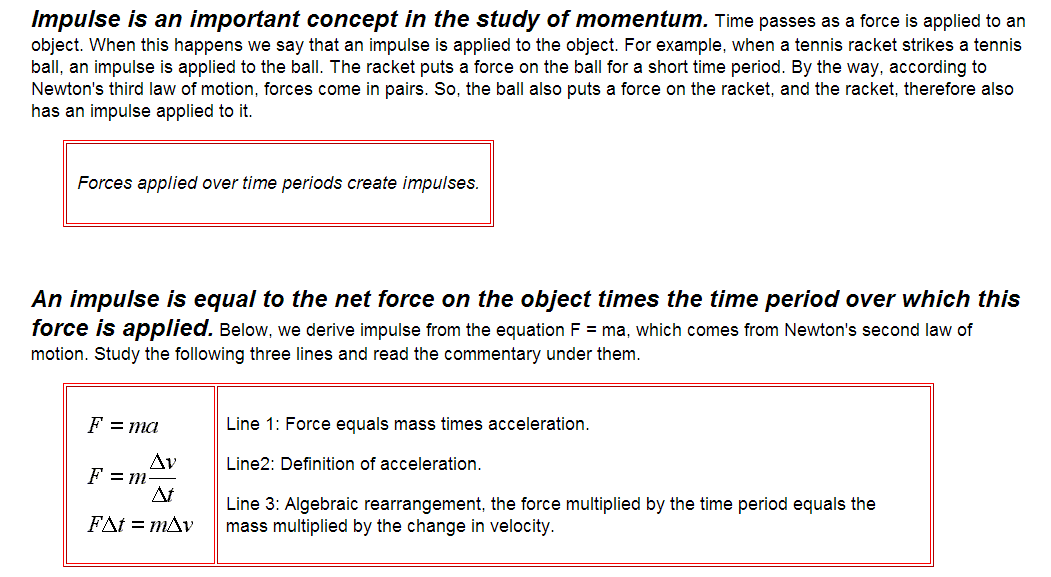 Impulse is an important concept in the study of momentum. Time passes as a force is applied to an
object. When this happens we say that an impulse is applied to the object. For example, when a tennis racket strikes a tennis
ball, an impulse is applied to the ball. The racket puts a force on the ball for a short time period. By the way, according to
Newton's third law of motion, forces come in pairs. So, the ball also puts a force on the racket, and the racket, therefore also
has an impulse applied to it.
Forces applied over time periods create impulses.
An impulse is equal to the net force on the object times the time period over which this
force is applied. Below, we derive impulse from the equation F = ma, which comes from Newton's second law of
motion. Study the following three lines and read the commentary under them.
F = ma
F = m Δv/Δt
FΔt = mΔv
Line 1: Force equals mass times acceleration.
Line2: Definition of acceleration.
Line 3: Algebraic rearrangement, the force multiplied by the time period equals the
mass multiplied by the change in velocity.